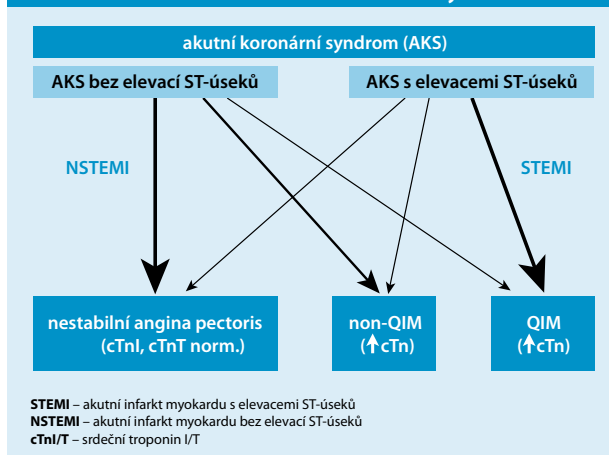 akutní koronární syndrom (AKS)
AKS bez elevací ST-úseků
AKS s elevacemi ST-úseků
NSTEMI
STEMI
nestabilní angina pectoris
(cTnI, cTnT norm.)
non-QIM
(↑cTn)
QIM
(↑cTn)
STEMI – akutní infarkt myokardu s elevacemi ST-úseků
NSTEMI – akutní infarkt myokardu bez elevací ST-úseků
cTnI/T – srdeční troponin I/T